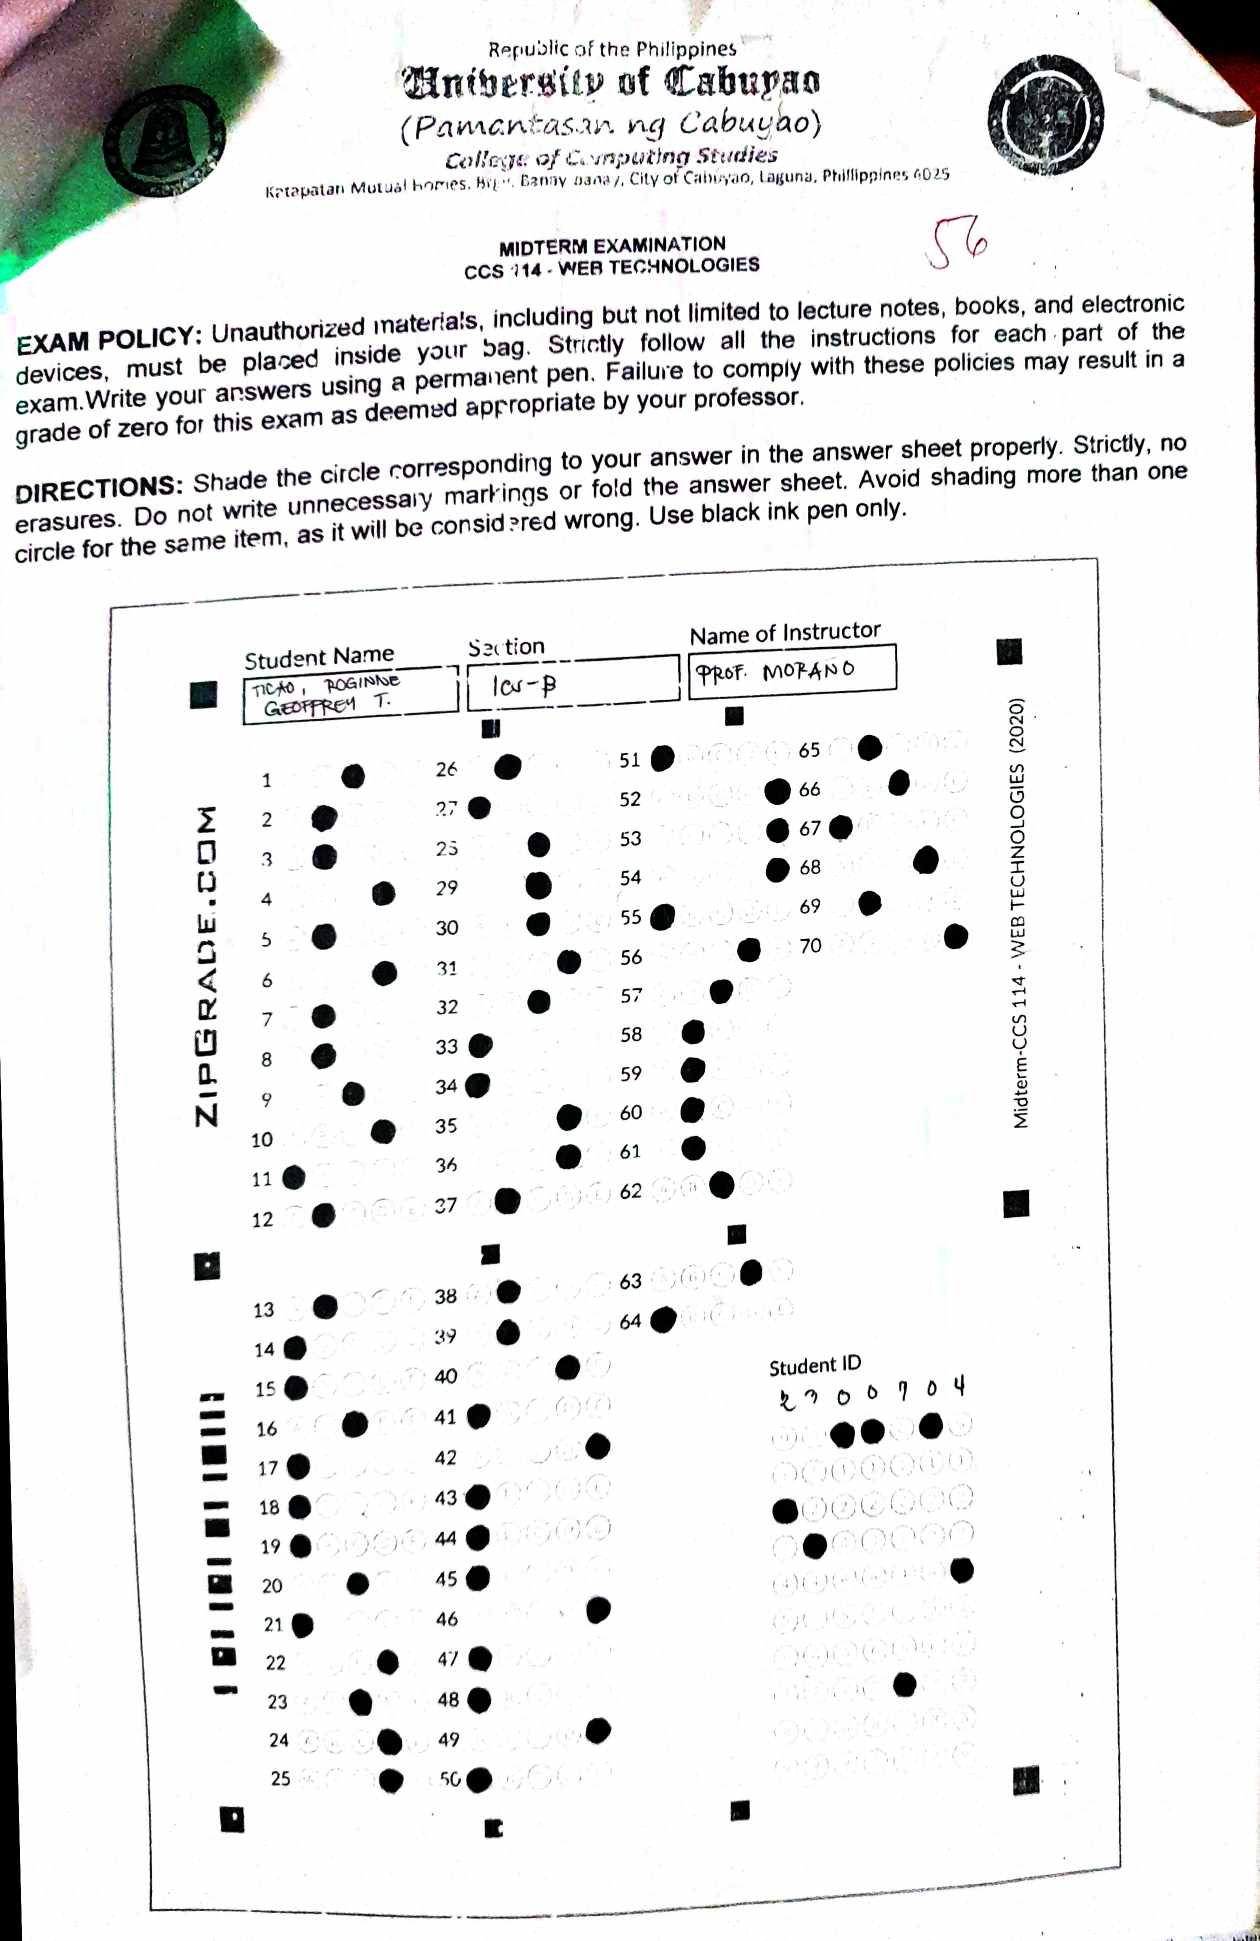 Republic of the Philippines
University of Cabuyao
(Pamantasan ng Cabuyao)
College of Computing Studies
Katapatan Mutual Homes, Brgy. Banay Banay, City of Cabuyao, Laguna, Phillippines 4025
56
MIDTERM EXAMINATION
CCS 114 - WEB TECHNOLOGIES
EXAM POLICY: Unauthorized materials, including but not limited to lecture notes, books, and electronic
devices, must be placed inside your bag. Strictly follow all the instructions for each part of the
exam.Write your answers using a permanent pen. Failure to comply with these policies may result in a
grade of zero for this exam as deemed appropriate by your professor.
DIRECTIONS: Shade the circle corresponding to your answer in the answer sheet properly. Strictly, no
erasures. Do not write unnecessary markings or fold the answer sheet. Avoid shading more than one
circle for the same item, as it will be considered wrong. Use black ink pen only.
Student Name Section Name of Instructor
TICAO, ROGINNE
GEOFFREY T.
PROF. MORANO
ZIPGRADE.COM
Midterm-CCS 114 - WEB TECHNOLOGIES (2020)
1 26 51 65
2 27 52 66
3 28 53 67
4 29 54 68
5 30 55 69
6 31 56 70
7 32 57
8 33 58
9 34 59
10 35 60
11 36 61
12 37 62
13 38 63
14 39 64
15 40
16 41
17 42
18 43
19 44
20 45
21 46
22 47
23 48
24 49
25 50
Student ID
2 3 0 0 7 0 4